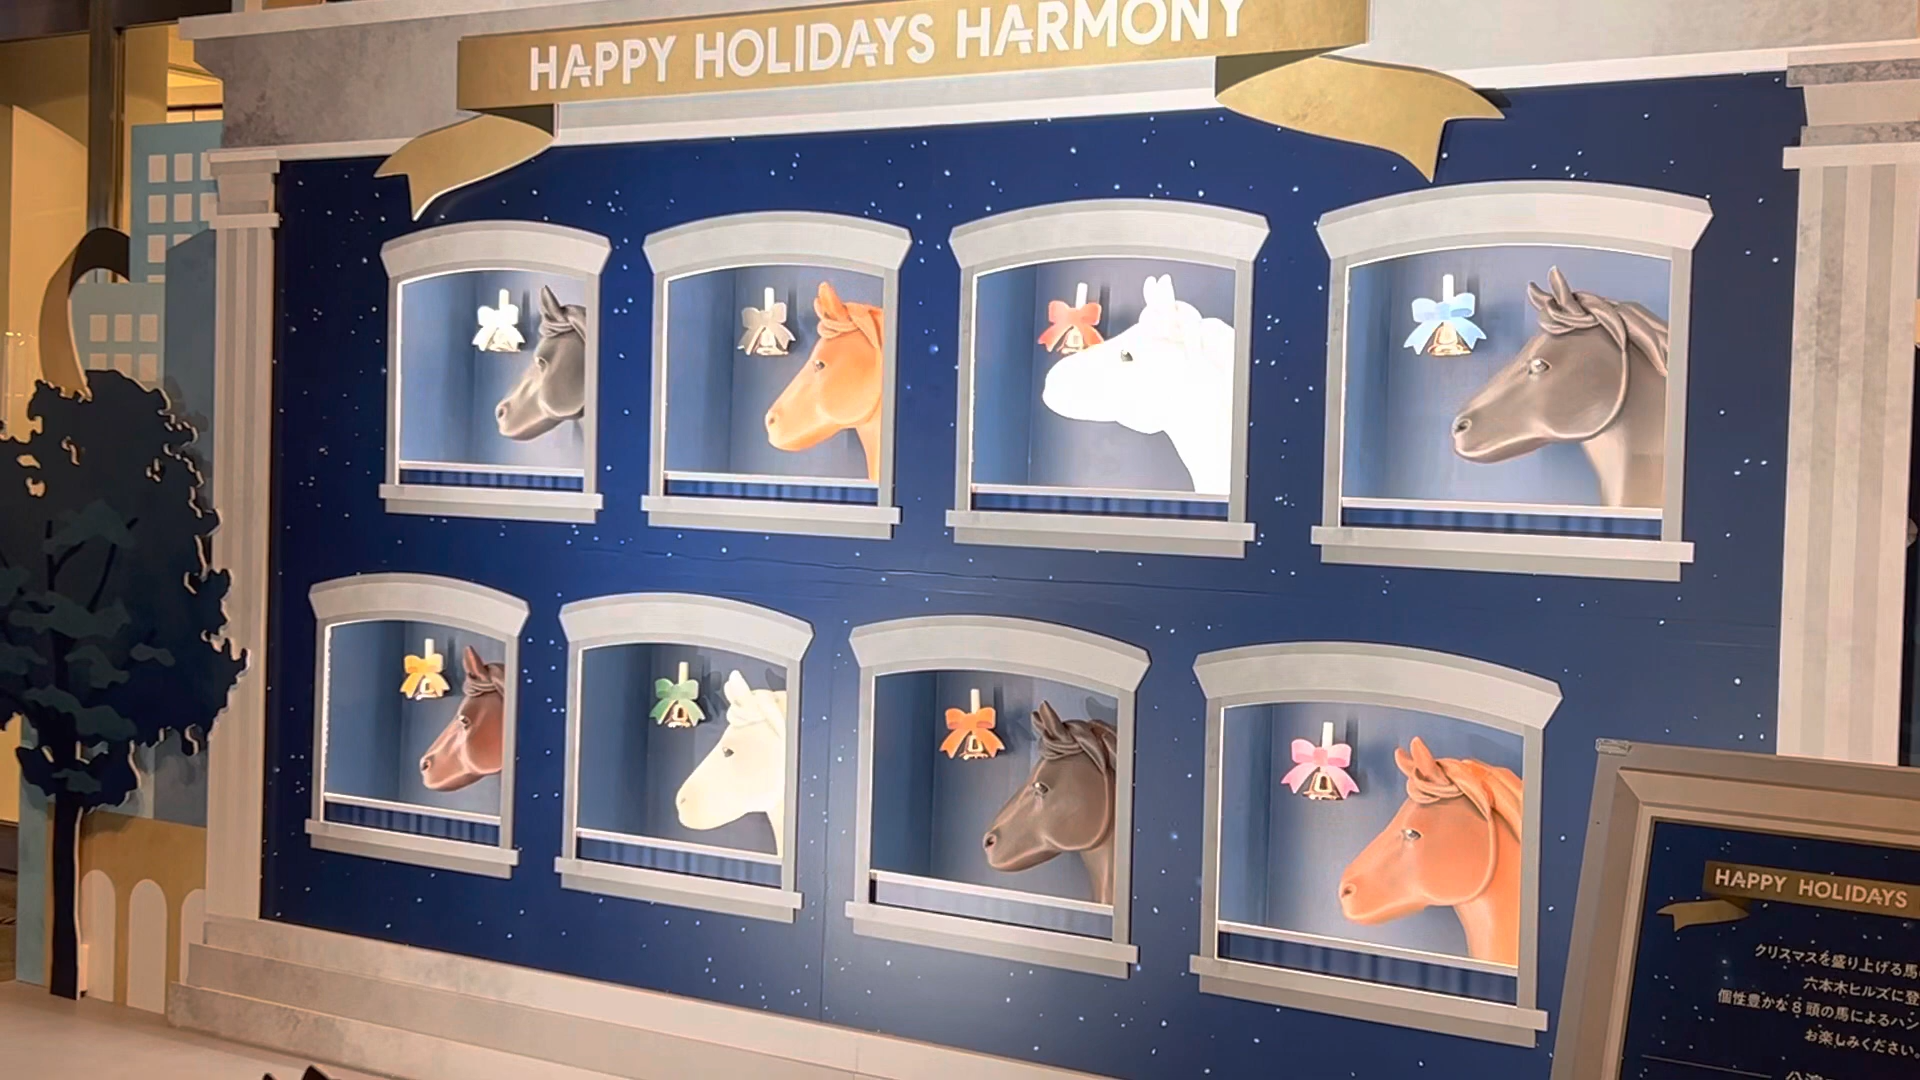 HAPPY HOLIDAYS HARMONY
HAPPY HOLIDAYS
クリスマスを盛り上げる馬
六本木ヒルズに登
個性豊かな8頭の馬によるハン
お楽しみください。